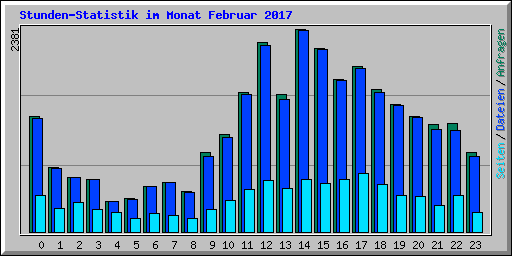 Stunden-Statistik im Monat Februar 2017
2381
Seiten/Dateien/Anfragen
0 1 2 3 4 5 6 7 8 9 10 11 12 13 14 15 16 17 18 19 20 21 22 23